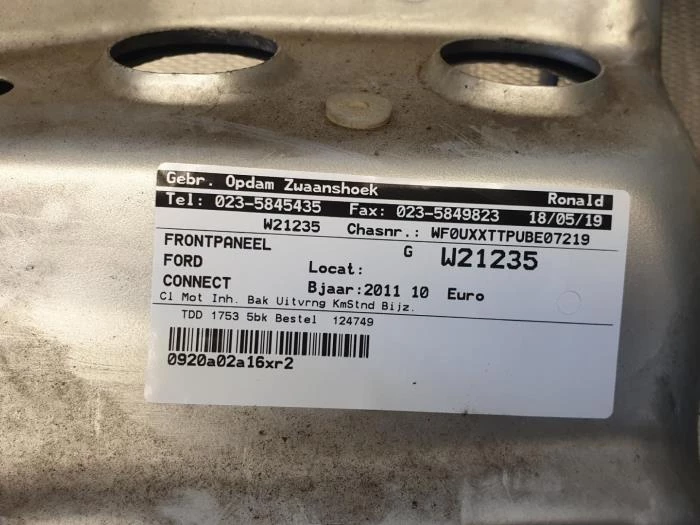 Gebr. Opdam Zwaanshoek Ronald
Tel: 023-5845435 Fax: 023-5849823 18/05/19
W21235 Chasnr.: WF0UXXTTPUBE07219
FRONTPANEEL G W21235
FORD Locat:
CONNECT Bjaar:2011 10 Euro
Cl Mot Inh. Bak Uitvrng KmStnd Bijz.
TDD 1753 5bk Bestel 124749
0920a02a16xr2